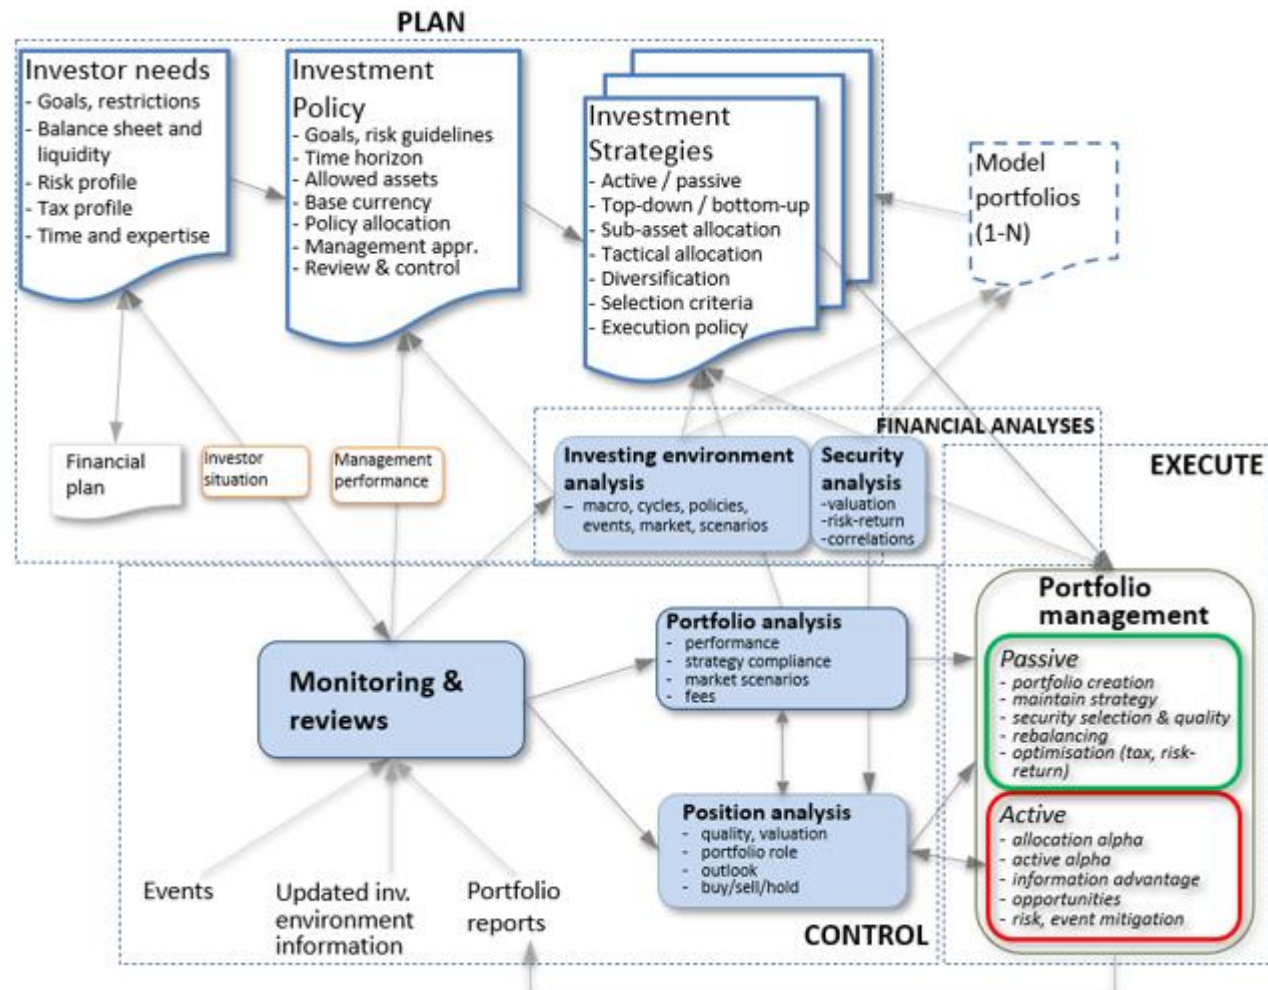 PLAN
Investor needs
- Goals, restrictions
- Balance sheet and
liquidity
- Risk profile
- Tax profile
- Time and expertise
Investment
Policy
- Goals, risk guidelines
- Time horizon
- Allowed assets
- Base currency
- Policy allocation
- Management appr.
- Review & control
Investment
Strategies
- Active / passive
- Top-down / bottom-up
- Sub-asset allocation
- Tactical allocation
- Diversification
- Selection criteria
- Execution policy
Model
portfolios
(1-N)
Financial
plan
Investor
situation
Management
performance
FINANCIAL ANALYSES
Investing environment
analysis
– macro, cycles, policies,
events, market, scenarios
Security
analysis
-valuation
-risk-return
-correlations
EXECUTE
Portfolio
management
Passive
- portfolio creation
- maintain strategy
- security selection & quality
- rebalancing
- optimisation (tax, risk-
return)
Active
- allocation alpha
- active alpha
- information advantage
- opportunities
- risk, event mitigation
Monitoring &
reviews
Portfolio analysis
- performance
- strategy compliance
- market scenarios
- fees
Position analysis
- quality, valuation
- portfolio role
- outlook
- buy/sell/hold
Events
Updated inv.
environment
information
Portfolio
reports
CONTROL